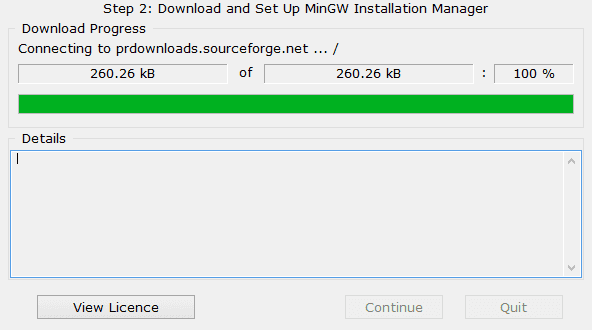 Step 2: Download and Set Up MinGW Installation Manager
Download Progress
Connecting to prdownloads.sourceforge.net ... /
260.26 kB of 260.26 kB : 100 %
Details
View Licence Continue Quit